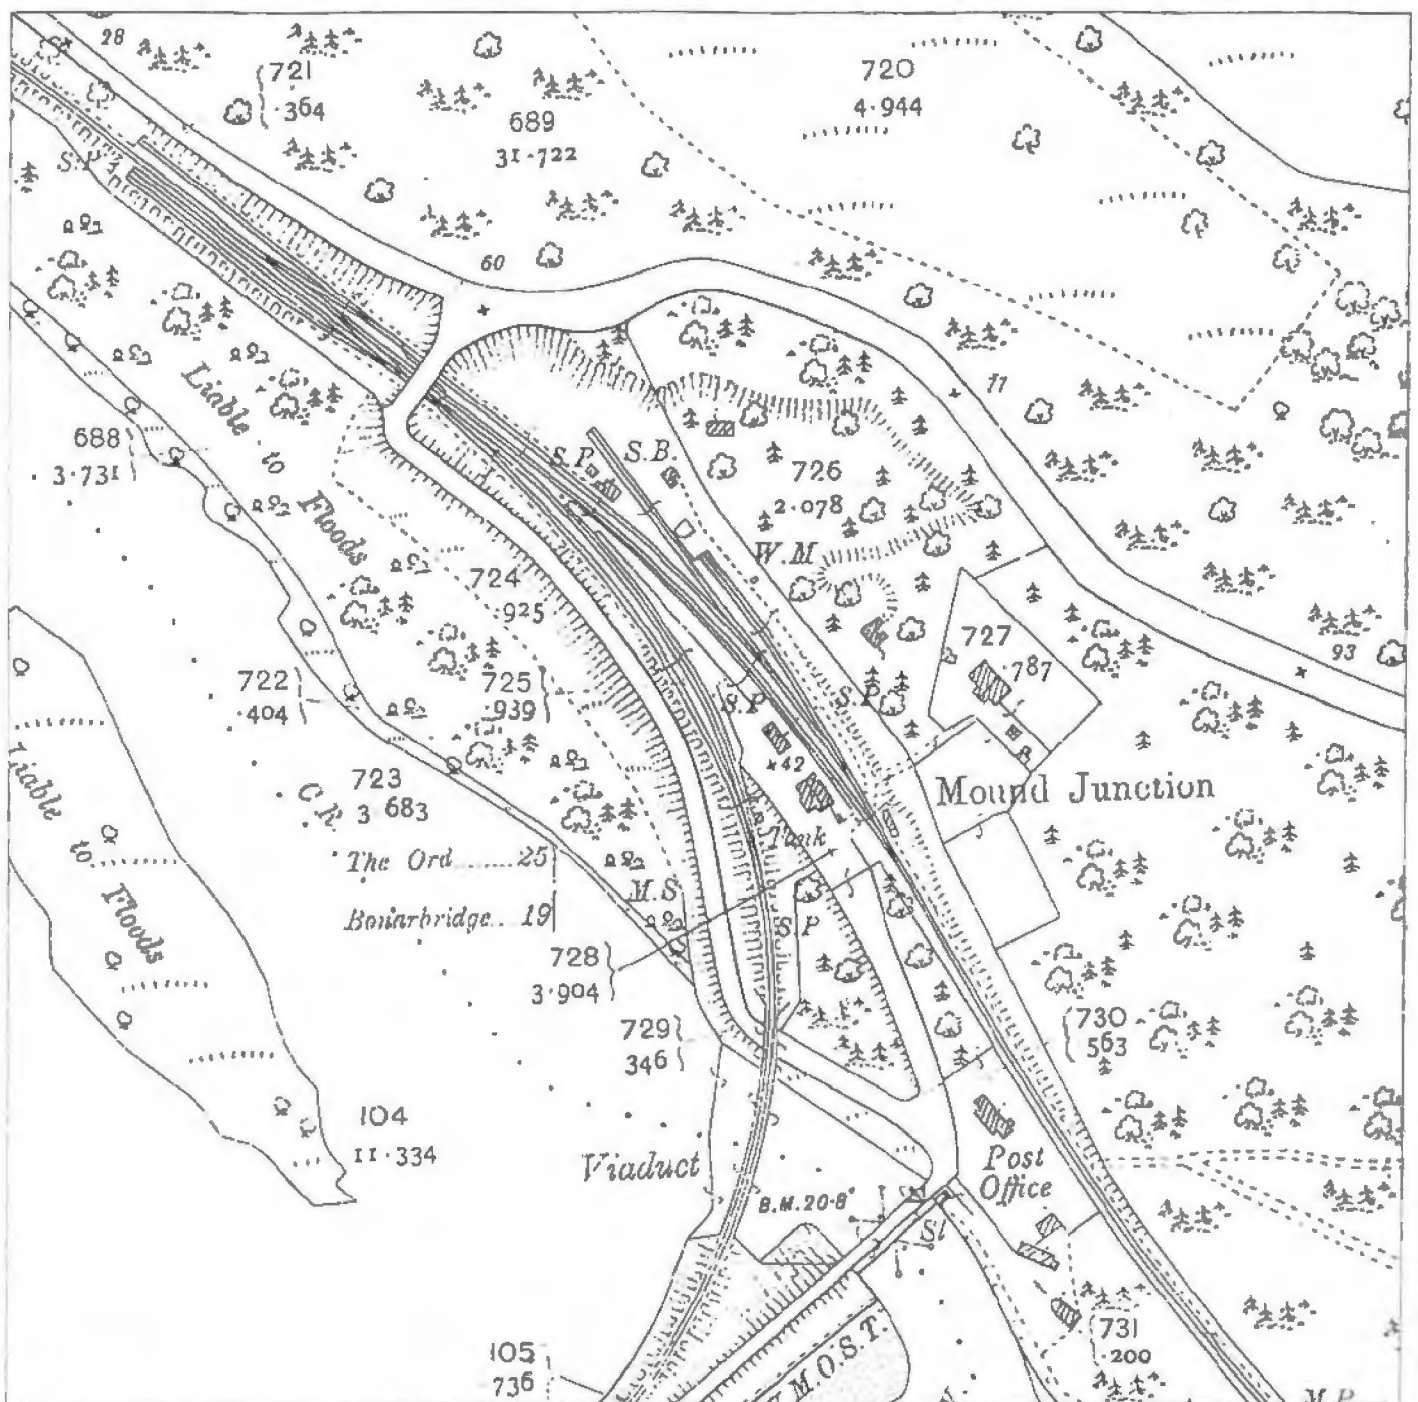 28
721
·364
689
31·722
720
4·944
S.P.
60
Liable to Floods
688
3·731
S.P.
S.B.
726
2·078
W.M
77
724
·925
727
·787
93
722
·404
725
·939
S.P
S.P
×42
Mound Junction
723
3 683
C.R.
Tank
The Ord ...... 25
Bonarbridge... 19
M.S
S.P
Liable to Floods
728
3·904
729
346
730
563
104
11·334
Viaduct
Post
Office
B.M.20·8
Sl
731
·200
105
736
M.O.S.T.
M.P.